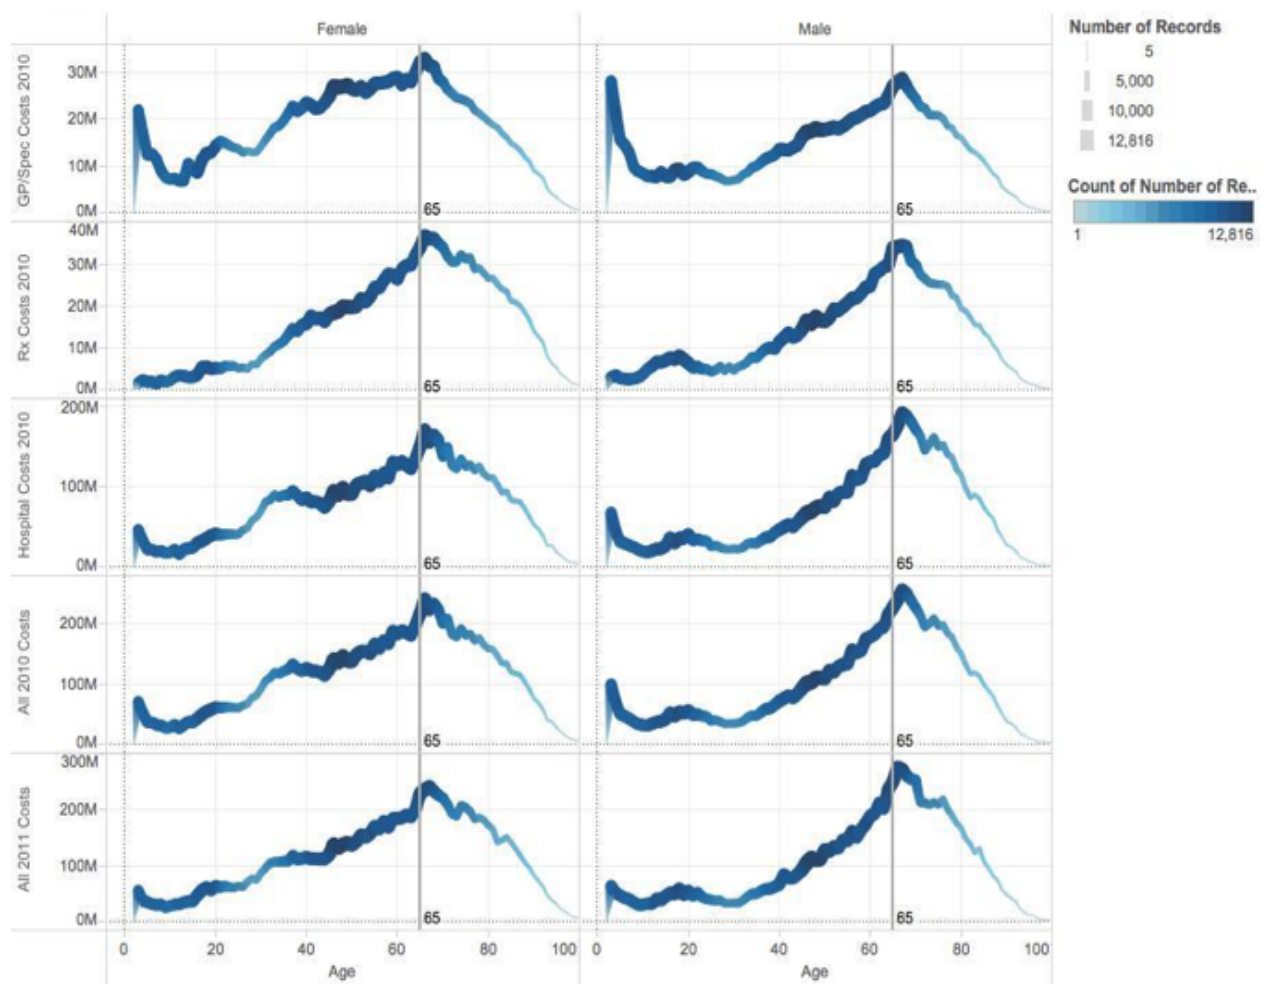 Female Male
Number of Records
5
5,000
10,000
12,816
Count of Number of Re..
1 12,816
GP/Spec Costs 2010
30M
20M
10M
0M
65 65
Rx Costs 2010
40M
30M
20M
10M
0M
65 65
Hospital Costs 2010
200M
100M
0M
65 65
All 2010 Costs
200M
100M
0M
65 65
All 2011 Costs
300M
200M
100M
0M
65 65
0 20 40 60 80 100 0 20 40 60 80 100
Age Age